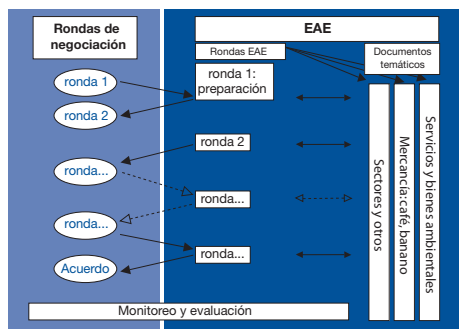 Rondas de
negociación
EAE
Rondas EAE
Documentos
temáticos
ronda 1
ronda 2
ronda...
ronda...
Acuerdo
ronda 1:
preparación
ronda 2
ronda...
ronda...
Sectores y otros
Mercancía:café, banano
Servicios y bienes ambientales
Monitoreo y evaluación